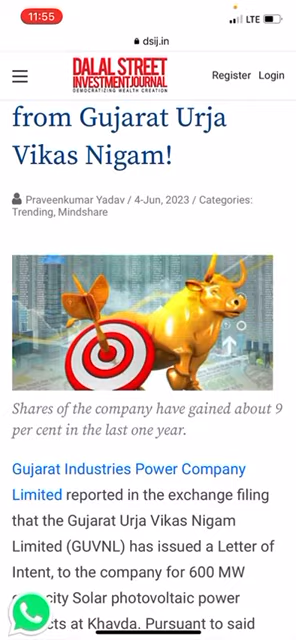 11:55
LTE
dsij.in
DALAL STREET
INVESTMENT JOURNAL
DEMOCRATIZING WEALTH CREATION
Register Login
from Gujarat Urja
Vikas Nigam!
Praveenkumar Yadav / 4-Jun, 2023 / Categories:
Trending, Mindshare
Shares of the company have gained about 9
per cent in the last one year.
Gujarat Industries Power Company
Limited reported in the exchange filing
that the Gujarat Urja Vikas Nigam
Limited (GUVNL) has issued a Letter of
Intent, to the company for 600 MW
city Solar photovoltaic power
cts at Khavda. Pursuant to said